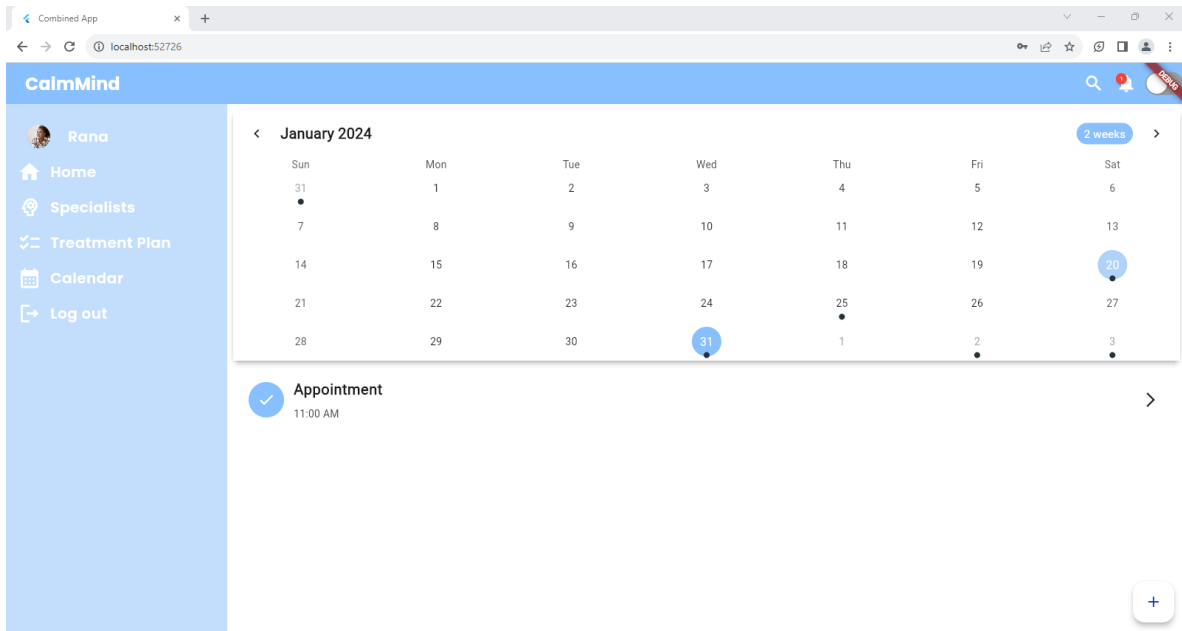 Combined App
localhost:52726
CalmMind
1
DEBUG
Rana
Home
Specialists
Treatment Plan
Calendar
Log out
January 2024
2 weeks
Sun Mon Tue Wed Thu Fri Sat
31 1 2 3 4 5 6
7 8 9 10 11 12 13
14 15 16 17 18 19 20
21 22 23 24 25 26 27
28 29 30 31 1 2 3
Appointment
11:00 AM